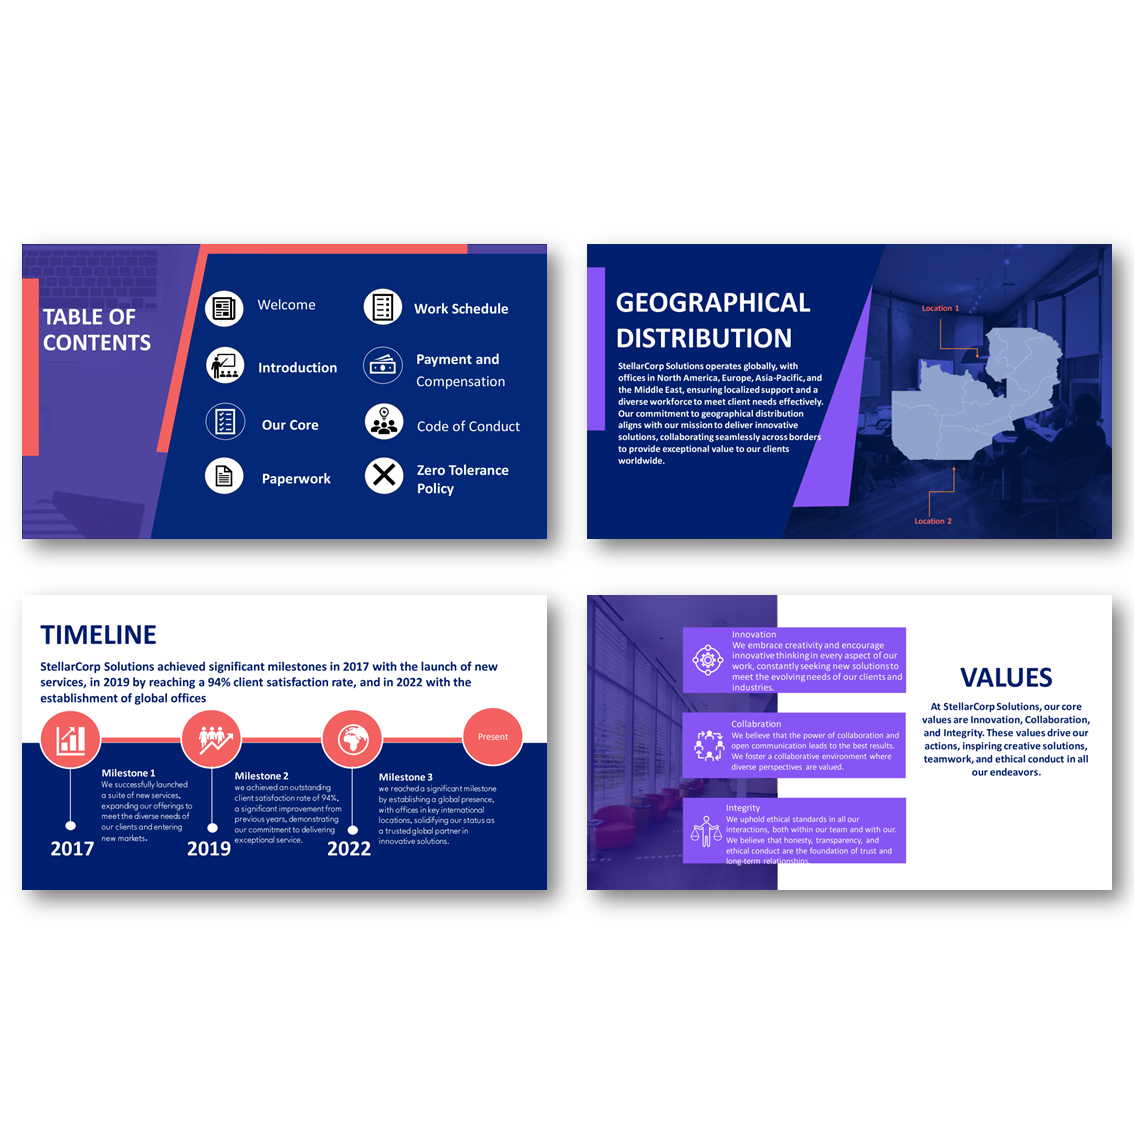 TABLE OF
CONTENTS
Welcome
Introduction
Our Core
Paperwork
Work Schedule
Payment and
Compensation
Code of Conduct
Zero Tolerance
Policy
GEOGRAPHICAL
DISTRIBUTION
StellarCorp Solutions operates globally, with
offices in North America, Europe, Asia-Pacific, and
the Middle East, ensuring localized support and a
diverse workforce to meet client needs effectively.
Our commitment to geographical distribution
aligns with our mission to deliver innovative
solutions, collaborating seamlessly across borders
to provide exceptional value to our clients
worldwide.
Location 1
Location 2
TIMELINE
StellarCorp Solutions achieved significant milestones in 2017 with the launch of new
services, in 2019 by reaching a 94% client satisfaction rate, and in 2022 with the
establishment of global offices
Present
Milestone 1
We successfully launched
a suite of new services,
expanding our offerings to
meet the diverse needs of
our clients and entering
new markets.
2017
Milestone 2
we achieved an outstanding
client satisfaction rate of 94%,
a significant improvement from
previous years, demonstrating
our commitment to delivering
exceptional service.
2019
Milestone 3
we reached a significant milestone
by establishing a global presence,
with offices in key international
locations, solidifying our status as
a trusted global partner in
innovative solutions.
2022
Innovation
We embrace creativity and encourage
innovative thinking in every aspect of our
work, constantly seeking new solutions to
meet the evolving needs of our clients and
industries.
Collabration
We believe that the power of collaboration and
open communication leads to the best results.
We foster a collaborative environment where
diverse perspectives are valued.
Integrity
We uphold ethical standards in all our
interactions, both within our team and with our.
We believe that honesty, transparency, and
ethical conduct are the foundation of trust and
long-term relationships.
VALUES
At StellarCorp Solutions, our core
values are Innovation, Collaboration,
and Integrity. These values drive our
actions, inspiring creative solutions,
teamwork, and ethical conduct in all
our endeavors.